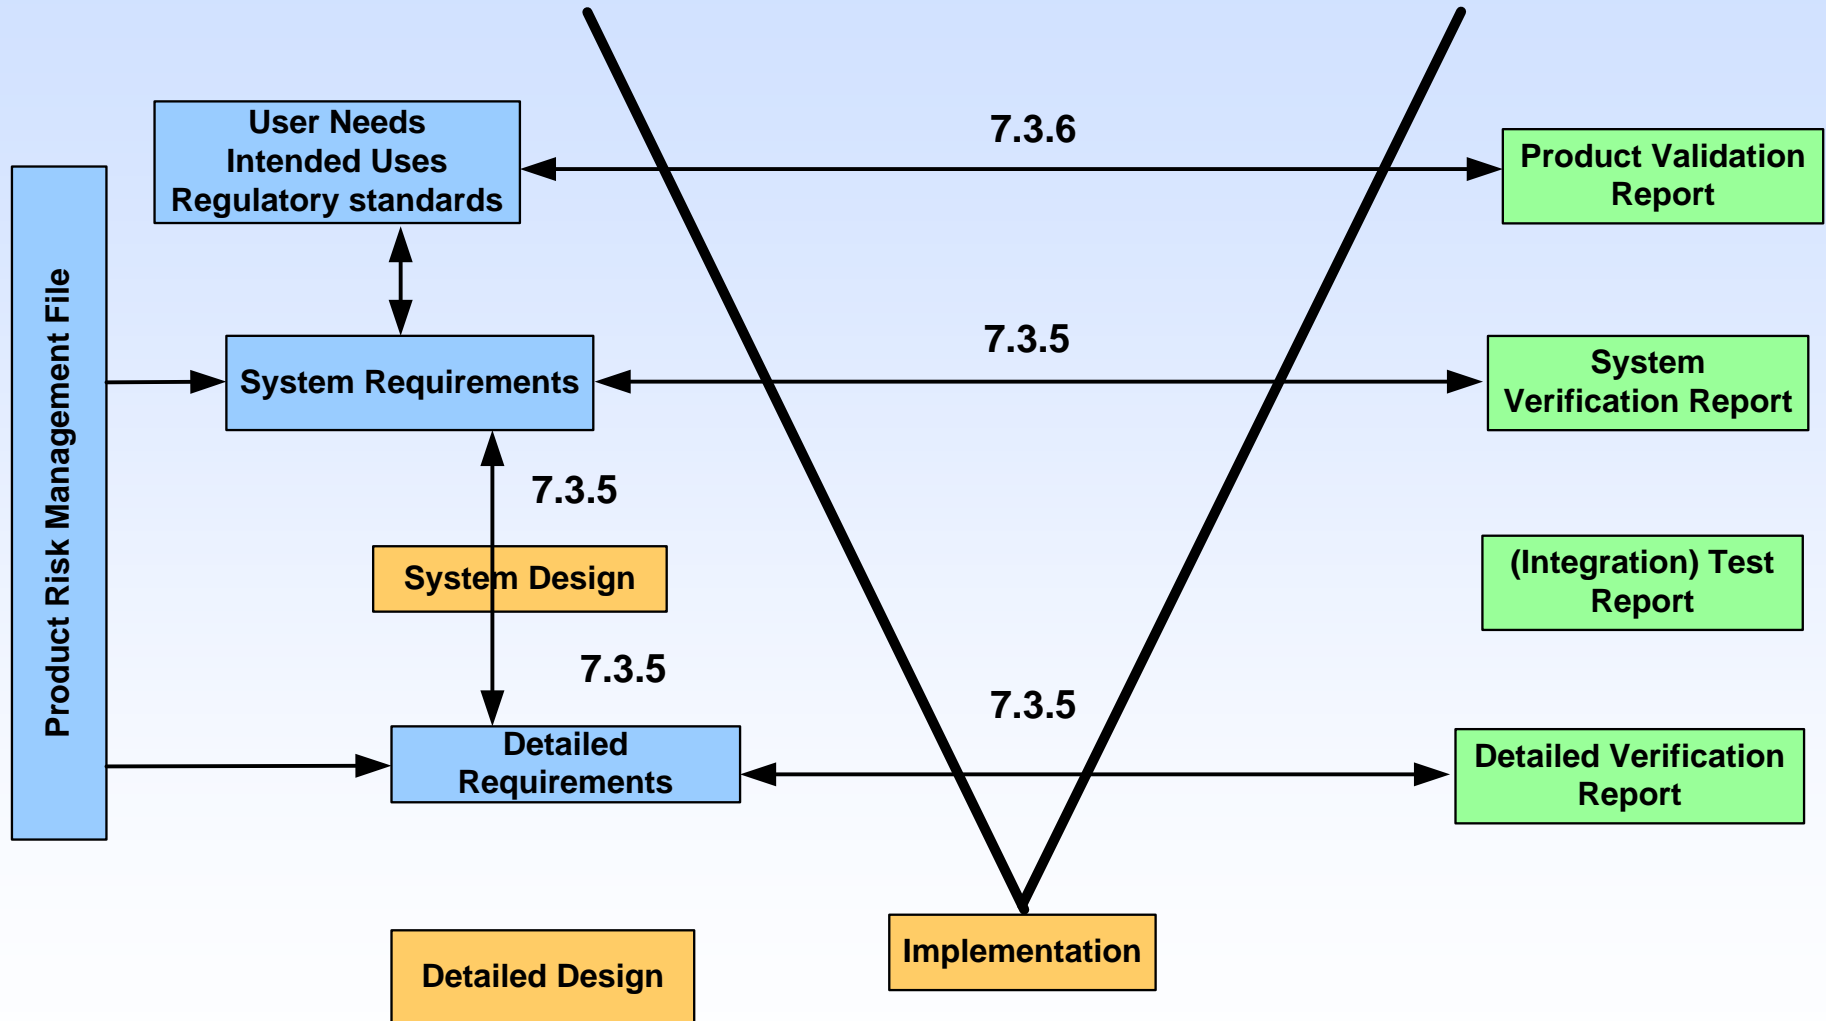 User Needs
Intended Uses
Regulatory standards
7.3.6
Product Validation
Report
Product Risk Management File
System Requirements
7.3.5
System
Verification Report
7.3.5
System Design
(Integration) Test
Report
7.3.5
Detailed
Requirements
7.3.5
Detailed Verification
Report
Implementation
Detailed Design